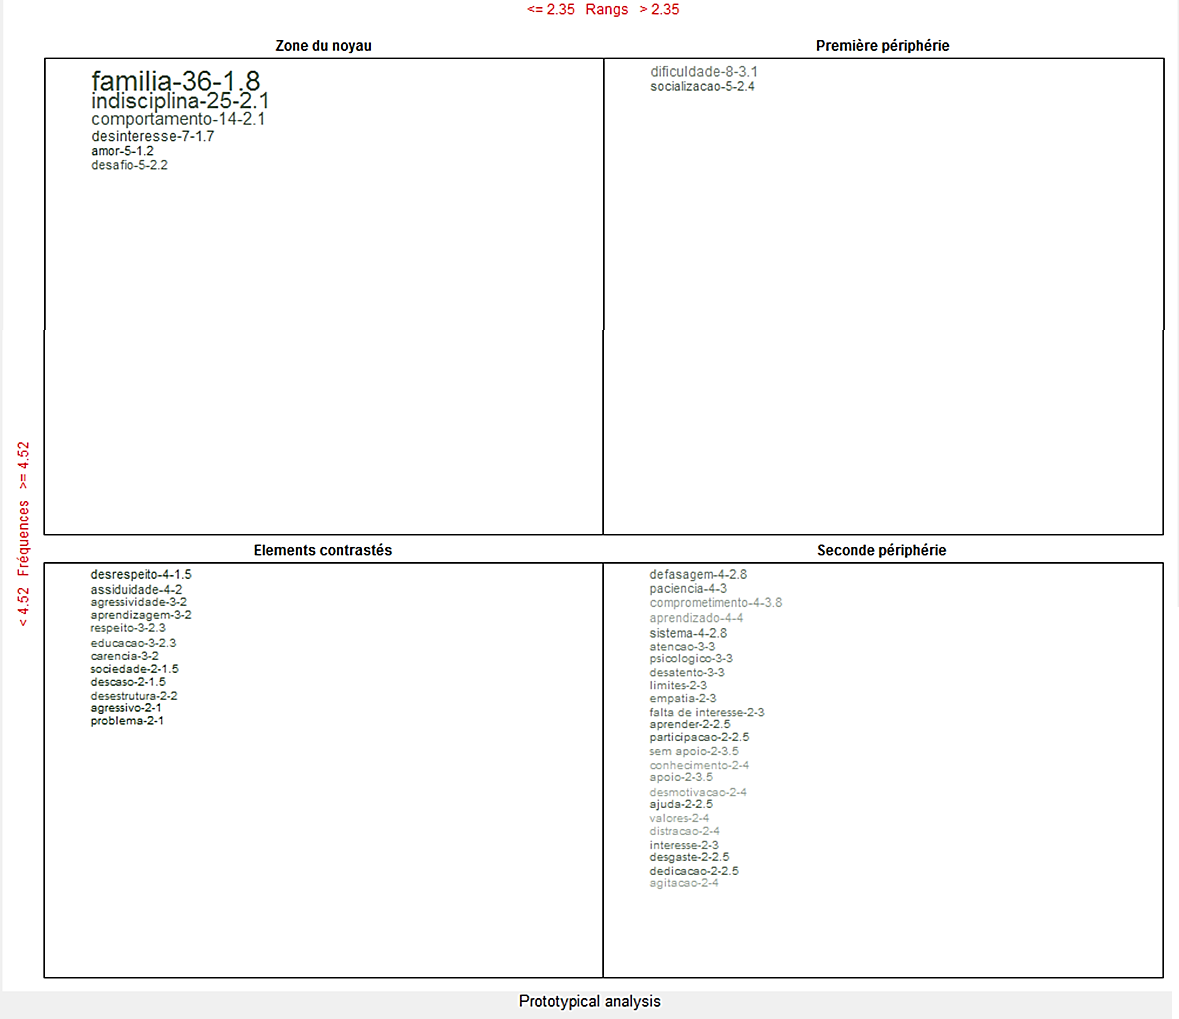 <= 2.35 Rangs > 2.35
Zone du noyau
familia-36-1.8
indisciplina-25-2.1
comportamento-14-2.1
desinteresse-7-1.7
amor-5-1.2
desafio-5-2.2
Première périphérie
dificuldade-8-3.1
socializacao-5-2.4
< 4.52 Fréquences >= 4.52
Elements contrastés
desrespeito-4-1.5
assiduidade-4-2
agressividade-3-2
aprendizagem-3-2
respeito-3-2.3
educacao-3-2.3
carencia-3-2
sociedade-2-1.5
descaso-2-1.5
desestrutura-2-2
agressivo-2-1
problema-2-1
Seconde périphérie
defasagem-4-2.8
paciencia-4-3
comprometimento-4-3.8
aprendizado-4-4
sistema-4-2.8
atencao-3-3
psicologico-3-3
desatento-3-3
limites-2-3
empatia-2-3
falta de interesse-2-3
aprender-2-2.5
participacao-2-2.5
sem apoio-2-3.5
conhecimento-2-4
apoio-2-3.5
desmotivacao-2-4
ajuda-2-2.5
valores-2-4
distracao-2-4
interesse-2-3
desgaste-2-2.5
dedicacao-2-2.5
agitacao-2-4
Prototypical analysis